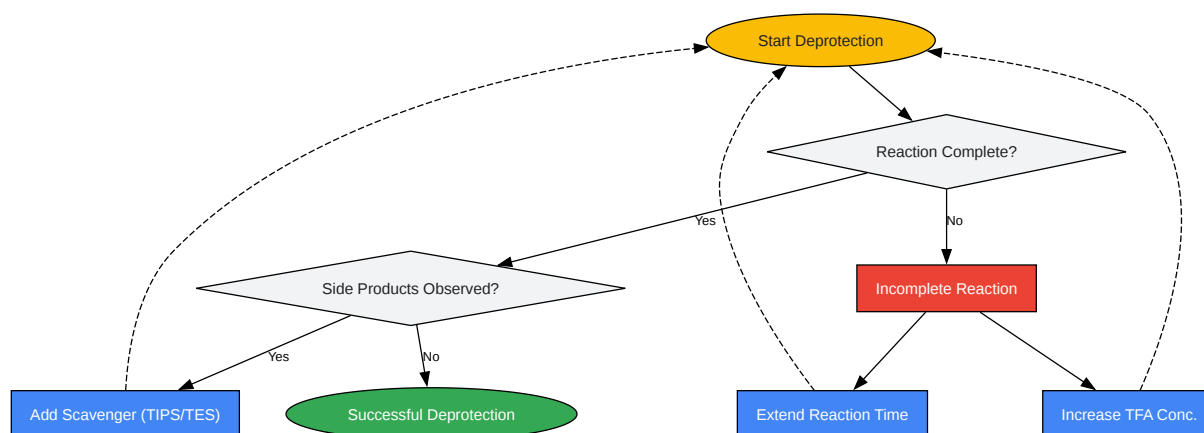 Start Deprotection
Reaction Complete?
Yes
No
Side Products Observed?
Incomplete Reaction
Yes
No
Add Scavenger (TIPS/TES)
Successful Deprotection
Extend Reaction Time
Increase TFA Conc.